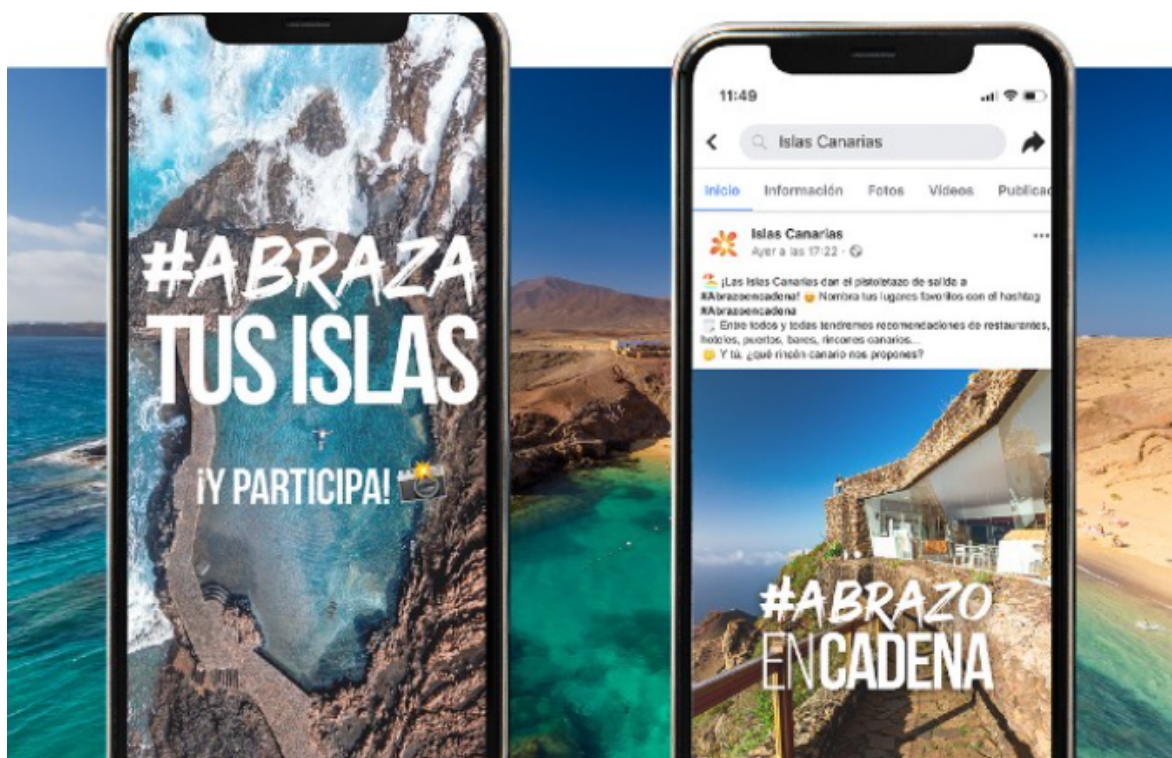 #ABRAZA
TUS ISLAS
¡Y PARTICIPA!
11:49
Islas Canarias
Inicio Información Fotos Vídeos Publicac
Islas Canarias
Ayer a las 17:22
¡Las Islas Canarias dan el pistoletazo de salida a
#Abrazoencadena! Nombra tus lugares favoritos con el hashtag
#Abrazoencadena
Entre todos y todas tendremos recomendaciones de restaurantes,
hoteles, puertos, bares, rincones canarios...
Y tú, ¿qué rincón canario nos propones?
#ABRAZO
ENCADENA